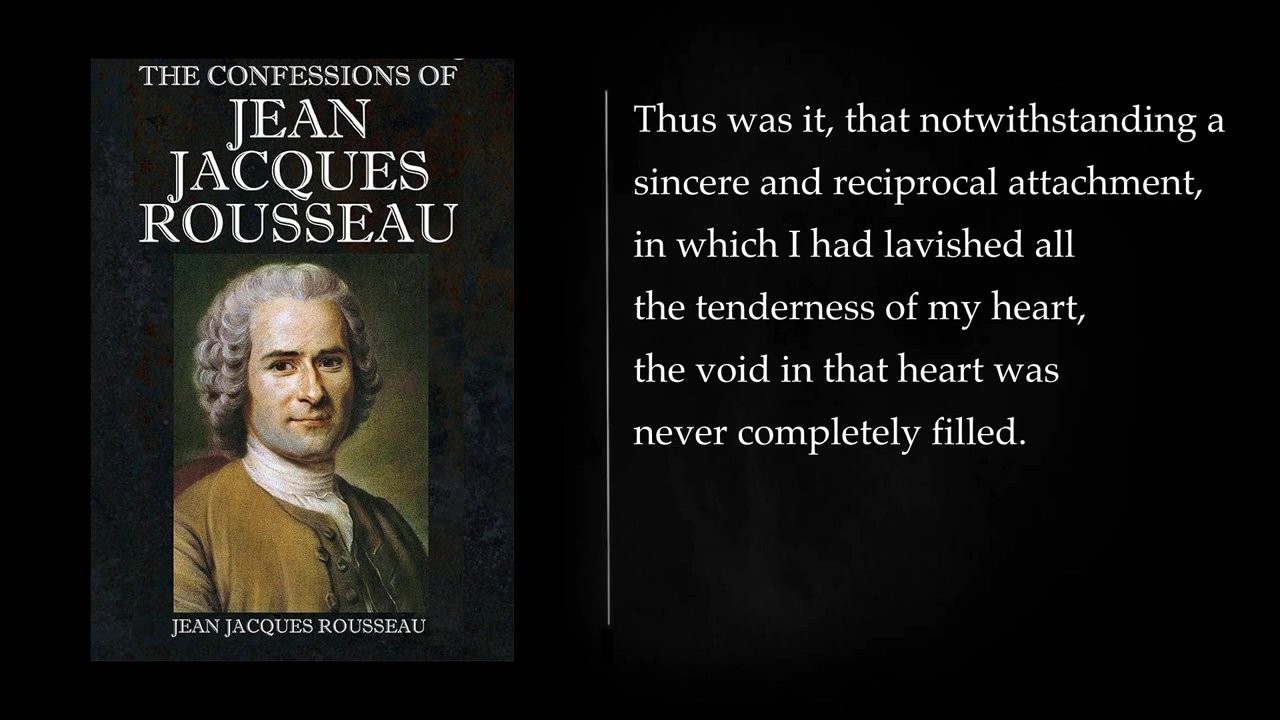 THE CONFESSIONS OF
JEAN
JACQUES
ROUSSEAU
JEAN JACQUES ROUSSEAU
Thus was it, that notwithstanding a
sincere and reciprocal attachment,
in which I had lavished all
the tenderness of my heart,
the void in that heart was
never completely filled.